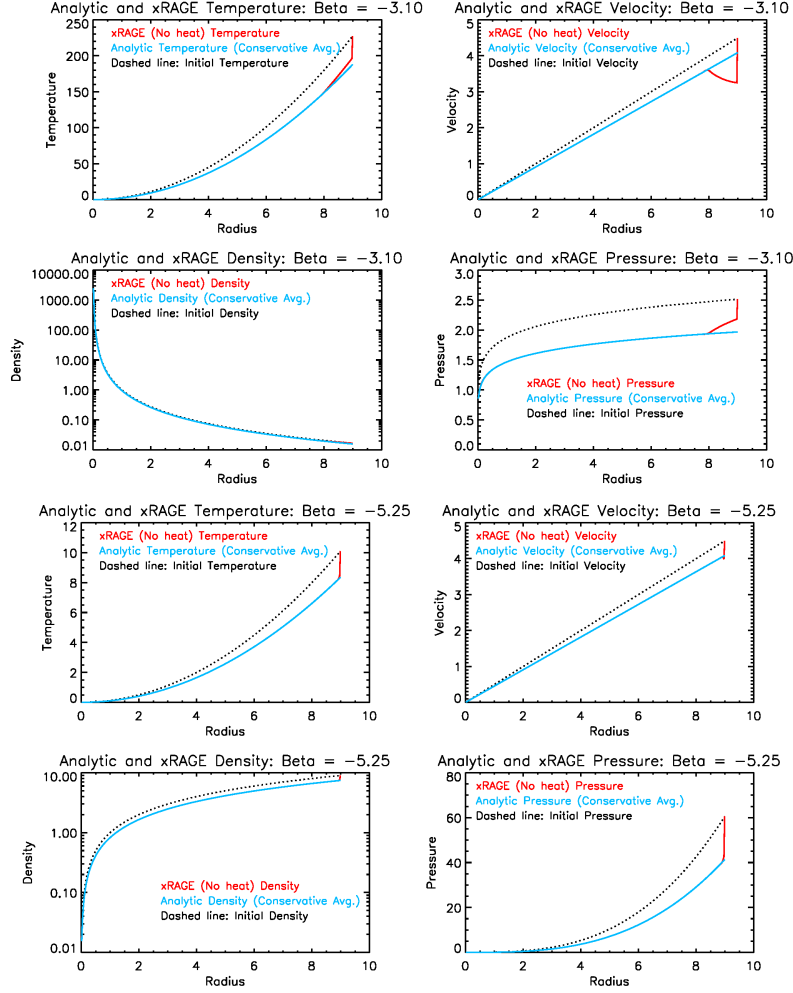 Analytic and xRAGE Temperature: Beta = −3.10
xRAGE (No heat) Temperature
Analytic Temperature (Conservative Avg.)
Dashed line: Initial Temperature
Temperature
250
200
150
100
50
0
0 2 4 6 8 10
Radius
Analytic and xRAGE Velocity: Beta = −3.10
xRAGE (No heat) Velocity
Analytic Velocity (Conservative Avg.)
Dashed line: Initial Velocity
Velocity
5
4
3
2
1
0
0 2 4 6 8 10
Radius
Analytic and xRAGE Density: Beta = −3.10
xRAGE (No heat) Density
Analytic Density (Conservative Avg.)
Dashed line: Initial Density
Density
10000.00
1000.00
100.00
10.00
1.00
0.10
0.01
0 2 4 6 8 10
Radius
Analytic and xRAGE Pressure: Beta = −3.10
Pressure
3.0
2.5
2.0
1.5
1.0
0.5
0.0
xRAGE (No heat) Pressure
Analytic Pressure (Conservative Avg.)
Dashed line: Initial Pressure
0 2 4 6 8 10
Radius
Analytic and xRAGE Temperature: Beta = −5.25
xRAGE (No heat) Temperature
Analytic Temperature (Conservative Avg.)
Dashed line: Initial Temperature
Temperature
12
10
8
6
4
2
0
0 2 4 6 8 10
Radius
Analytic and xRAGE Velocity: Beta = −5.25
xRAGE (No heat) Velocity
Analytic Velocity (Conservative Avg.)
Dashed line: Initial Velocity
Velocity
5
4
3
2
1
0
0 2 4 6 8 10
Radius
Analytic and xRAGE Density: Beta = −5.25
Density
10.00
1.00
0.10
0.01
xRAGE (No heat) Density
Analytic Density (Conservative Avg.)
Dashed line: Initial Density
0 2 4 6 8 10
Radius
Analytic and xRAGE Pressure: Beta = −5.25
xRAGE (No heat) Pressure
Analytic Pressure (Conservative Avg.)
Dashed line: Initial Pressure
Pressure
80
60
40
20
0
0 2 4 6 8 10
Radius